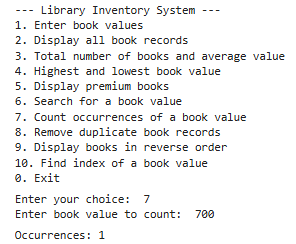 --- Library Inventory System ---
1. Enter book values
2. Display all book records
3. Total number of books and average value
4. Highest and lowest book value
5. Display premium books
6. Search for a book value
7. Count occurrences of a book value
8. Remove duplicate book records
9. Display books in reverse order
10. Find index of a book value
0. Exit
Enter your choice:  7
Enter book value to count:  700
Occurrences: 1